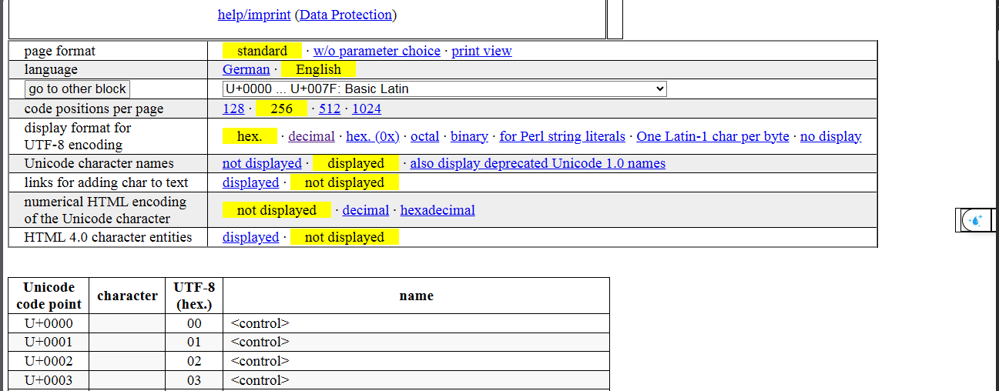 help/imprint (Data Protection)
page format standard · w/o parameter choice · print view
language German · English
go to other block U+0000 ... U+007F: Basic Latin
code positions per page 128 · 256 · 512 · 1024
display format for
UTF-8 encoding hex. · decimal · hex. (0x) · octal · binary · for Perl string literals · One Latin-1 char per byte · no display
Unicode character names not displayed · displayed · also display deprecated Unicode 1.0 names
links for adding char to text displayed · not displayed
numerical HTML encoding
of the Unicode character not displayed · decimal · hexadecimal
HTML 4.0 character entities displayed · not displayed
Unicode
code point character UTF-8
(hex.) name
U+0000 00 <control>
U+0001 01 <control>
U+0002 02 <control>
U+0003 03 <control>